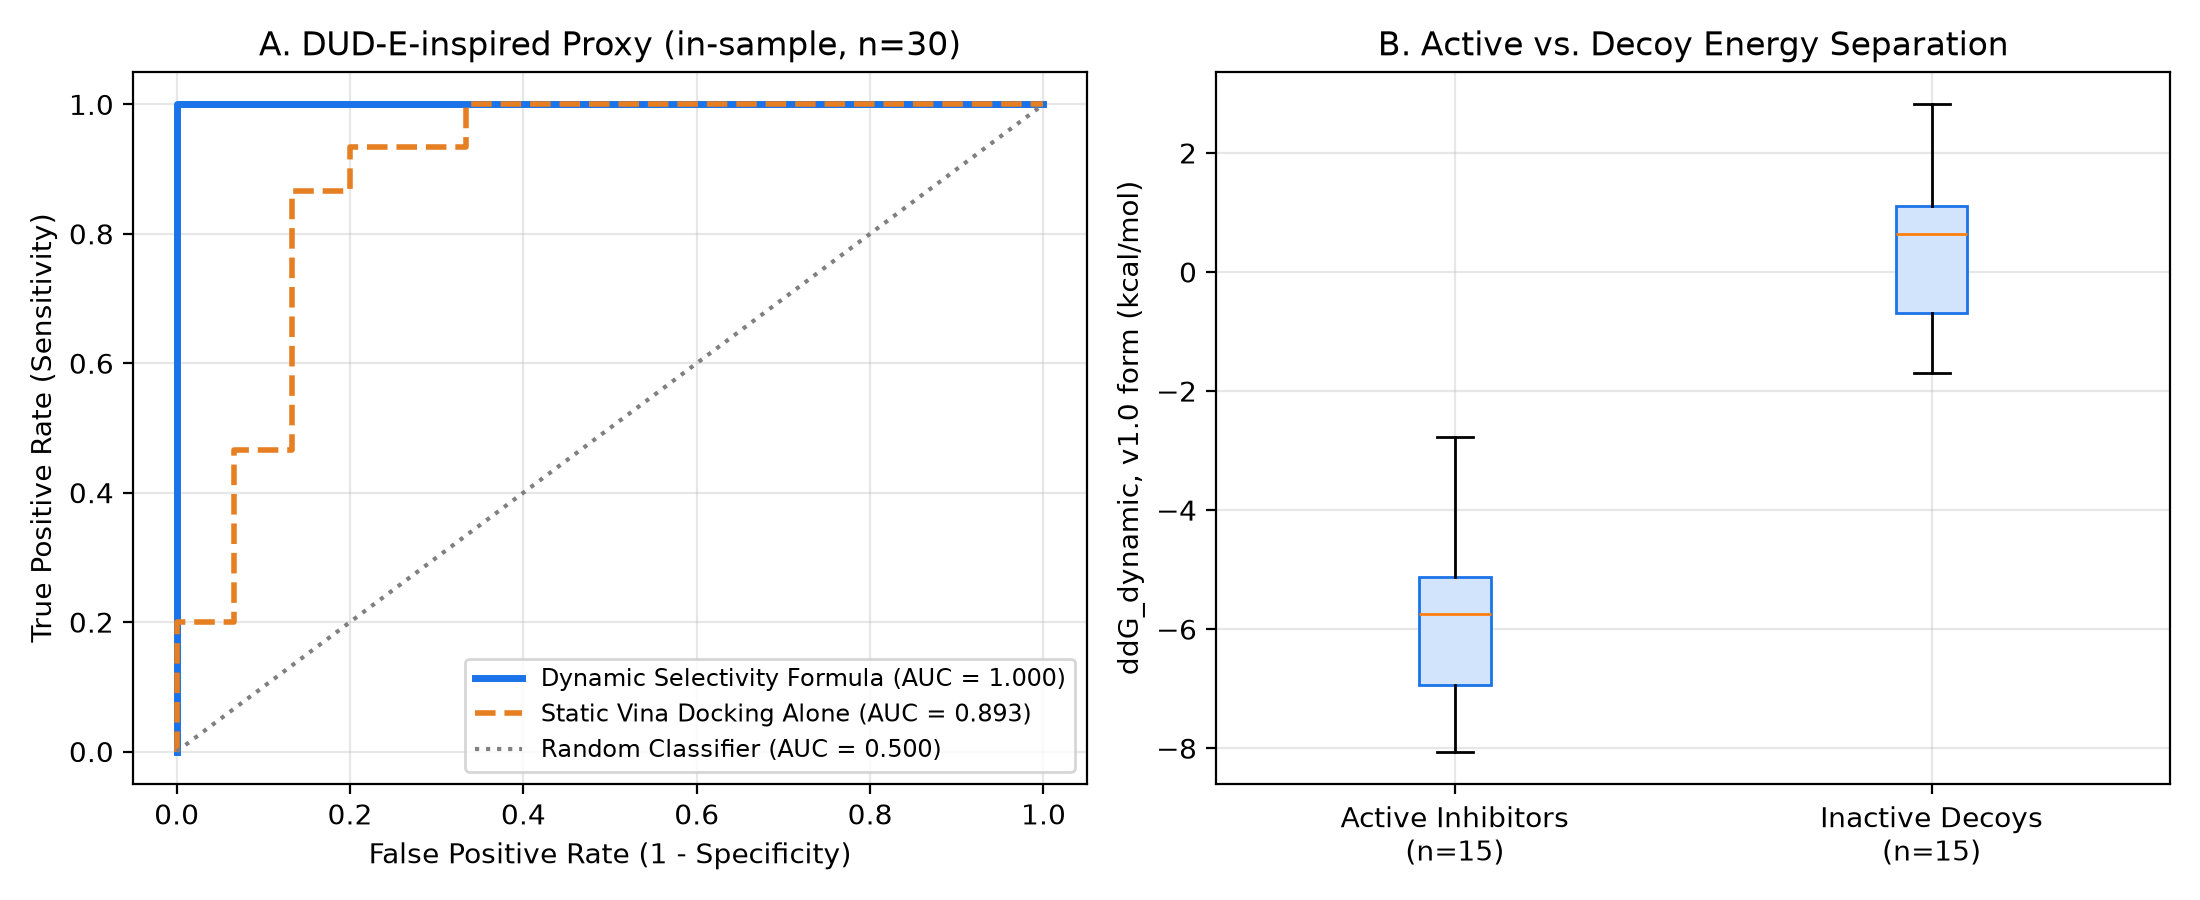 A. DUD-E-inspired Proxy (in-sample, n=30)
True Positive Rate (Sensitivity)
1.0
0.8
0.6
0.4
0.2
0.0
Dynamic Selectivity Formula (AUC = 1.000)
Static Vina Docking Alone (AUC = 0.893)
Random Classifier (AUC = 0.500)
0.0 0.2 0.4 0.6 0.8 1.0
False Positive Rate (1 - Specificity)
B. Active vs. Decoy Energy Separation
ddG_dynamic, v1.0 form (kcal/mol)
2
0
−2
−4
−6
−8
Active Inhibitors
(n=15)
Inactive Decoys
(n=15)